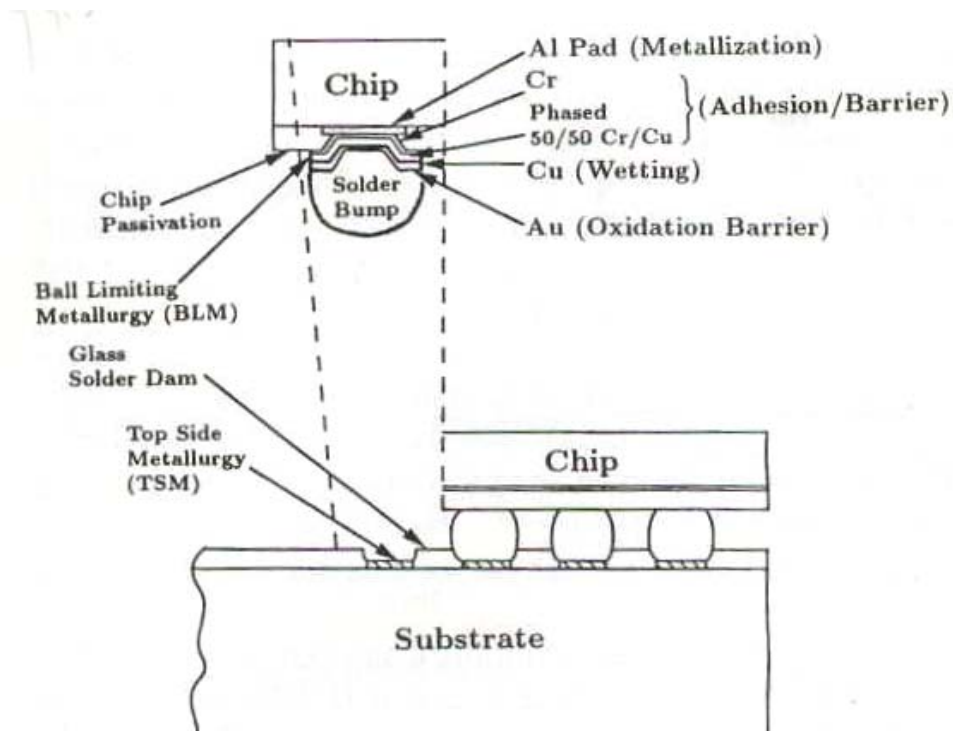 Al Pad (Metallization)
Cr
Chip
Phased
(Adhesion/Barrier)
50/50 Cr/Cu
Cu (Wetting)
Solder
Bump
Chip
Passivation
Au (Oxidation Barrier)
Ball Limiting
Metallurgy (BLM)
Glass
Solder Dam
Top Side
Metallurgy
(TSM)
Chip
Substrate